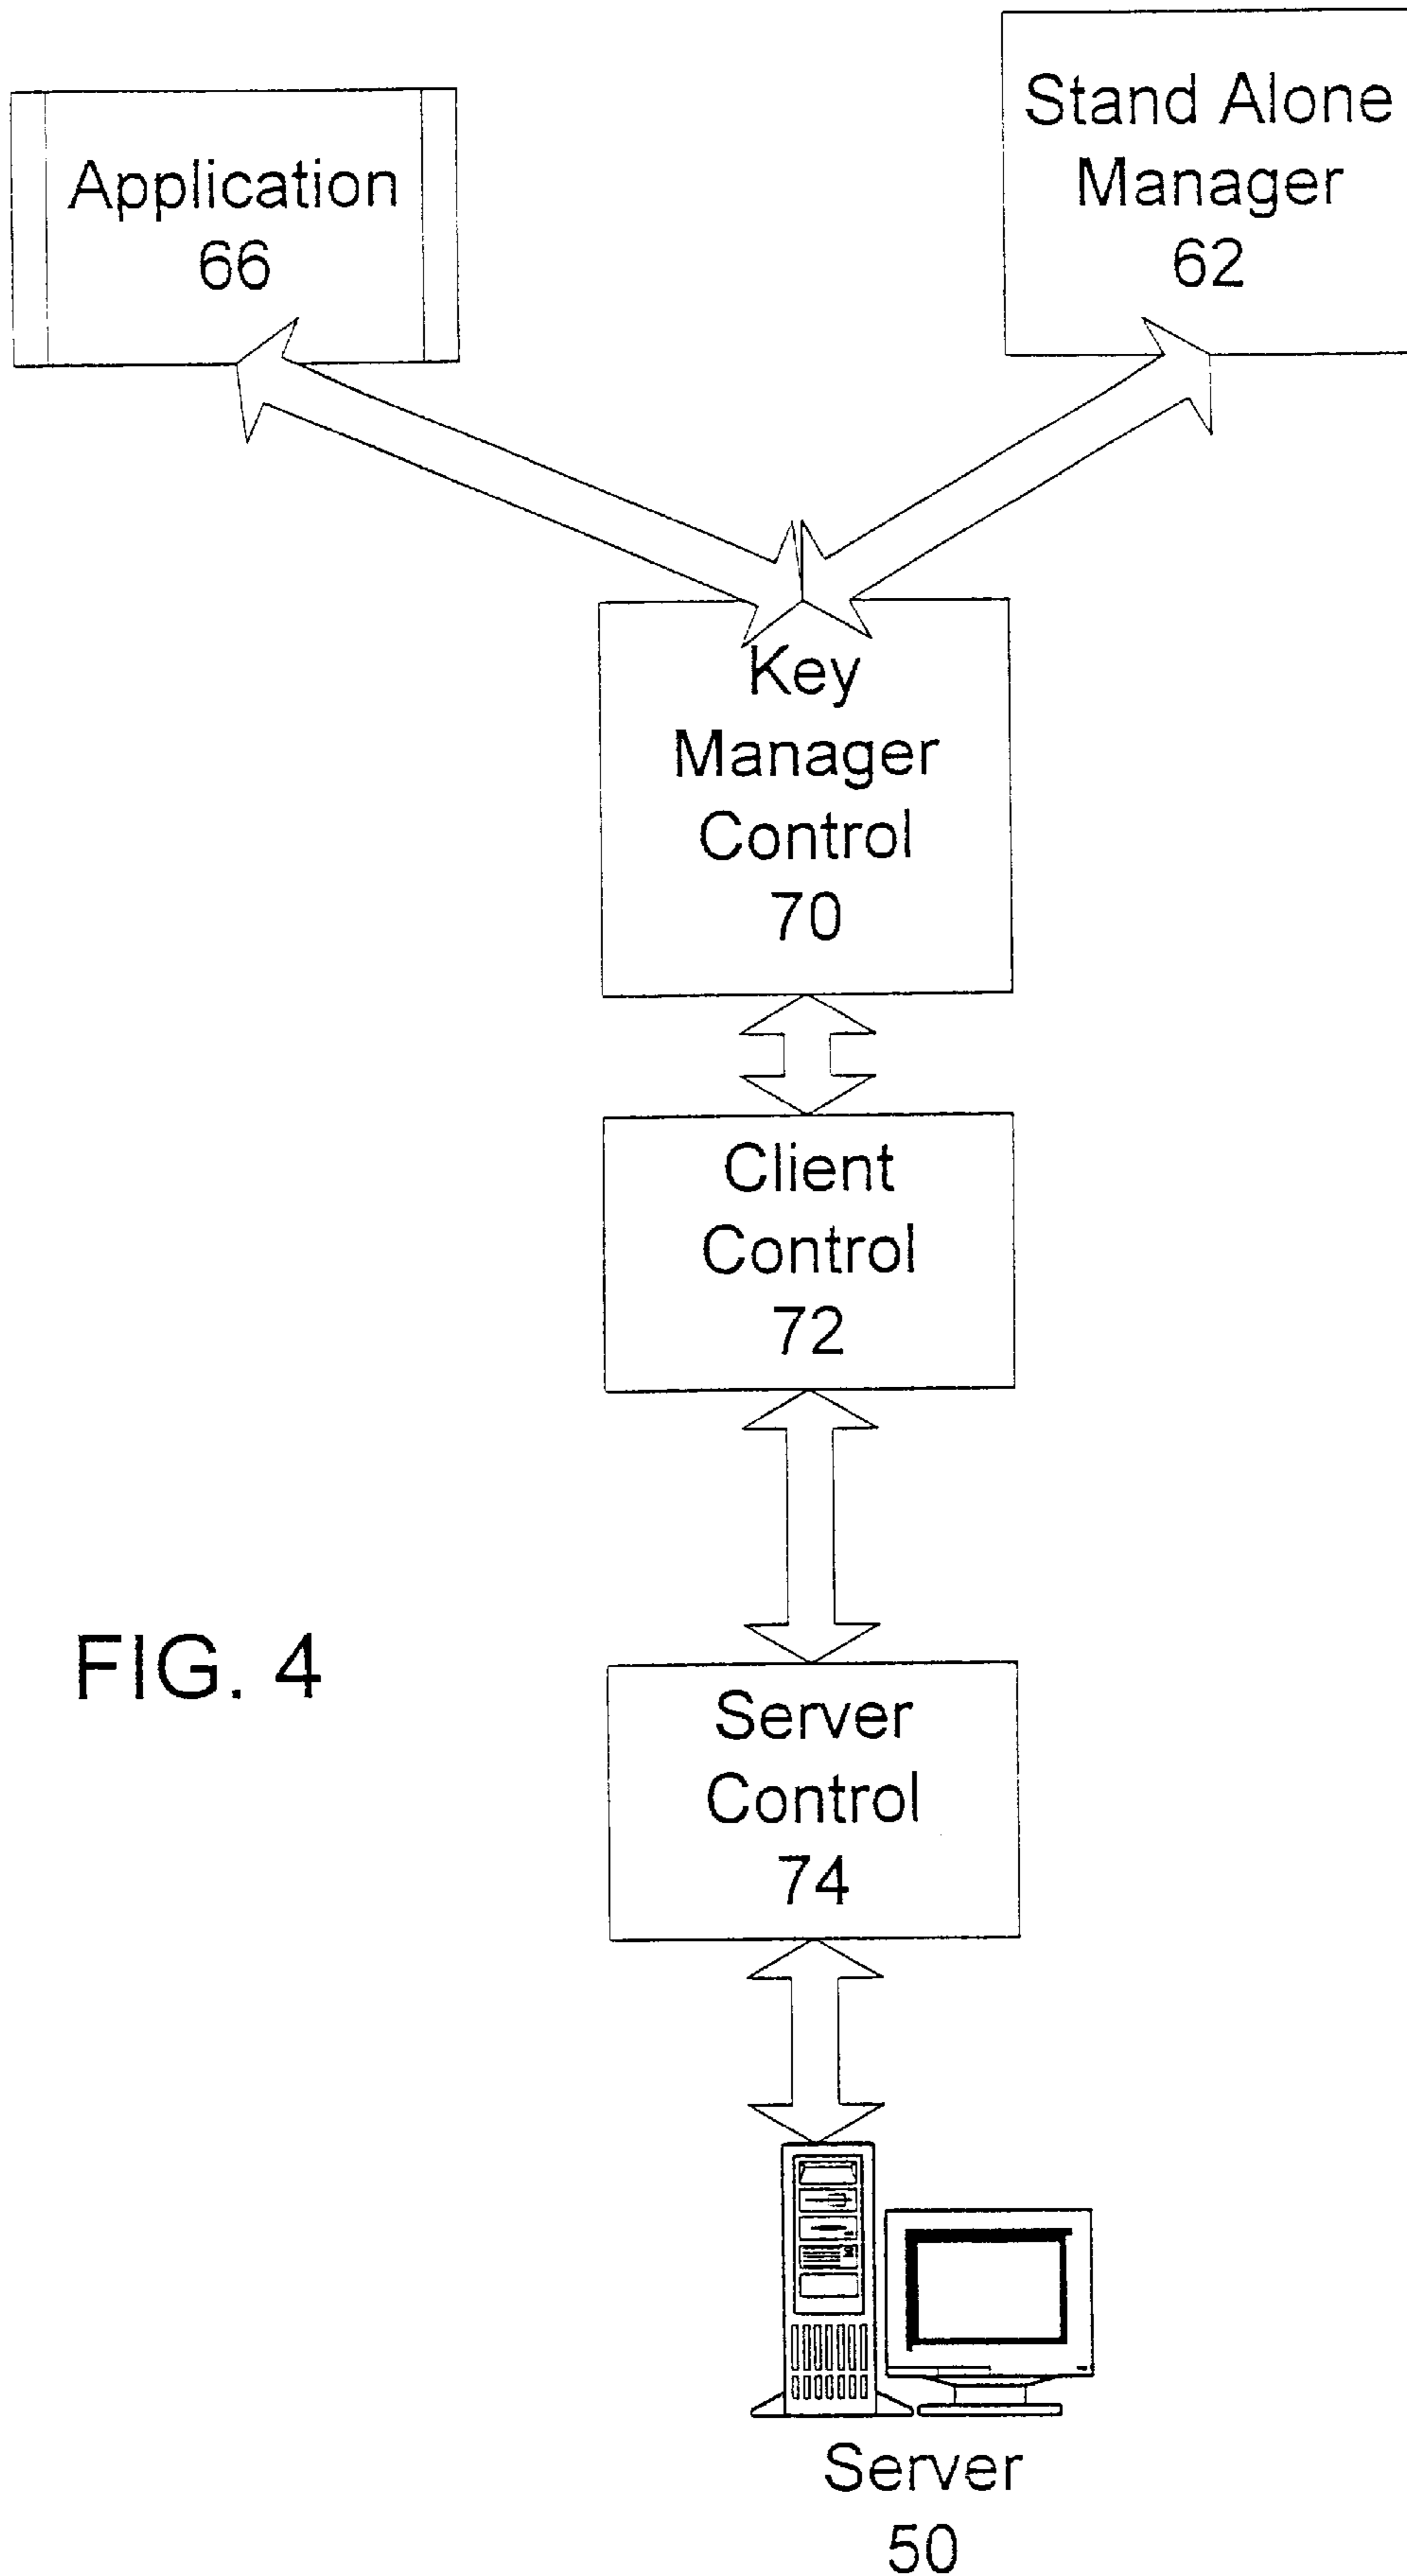 Application
66
Stand Alone
Manager
62
Key
Manager
Control
70
Client
Control
72
FIG. 4
Server
Control
74
Server
50